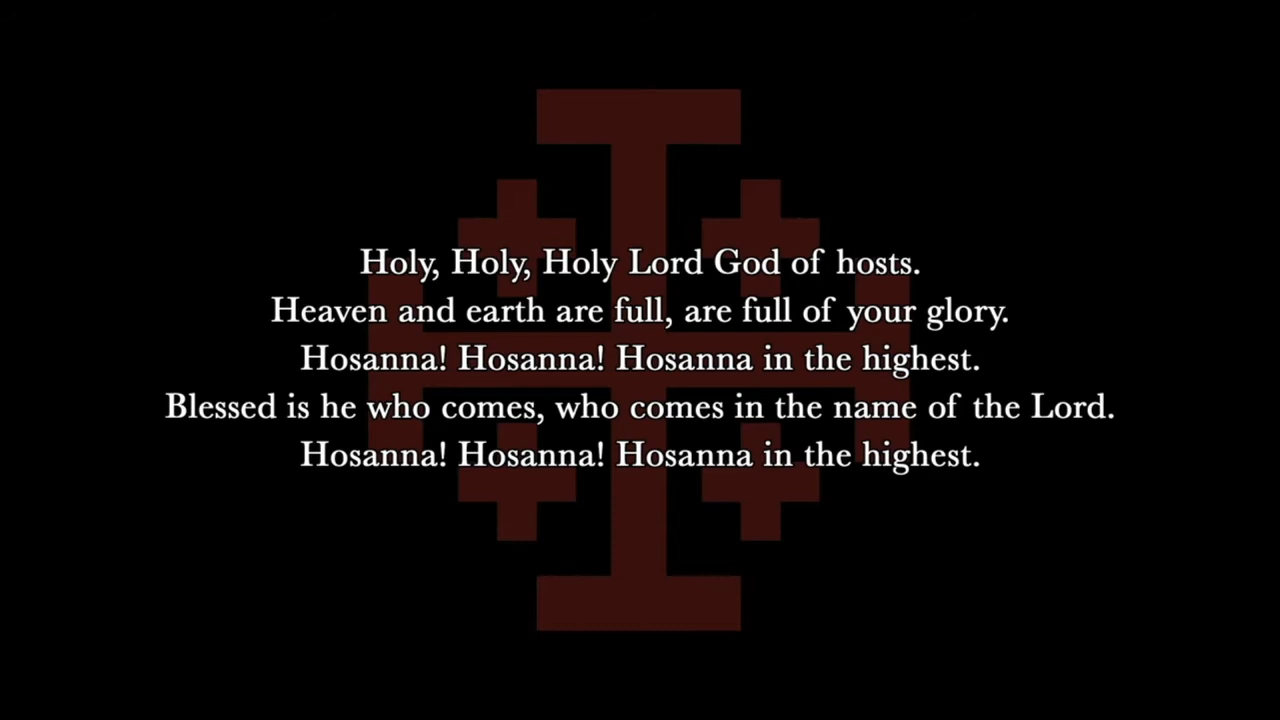 Holy, Holy, Holy Lord God of hosts.
Heaven and earth are full, are full of your glory.
Hosanna! Hosanna! Hosanna in the highest.
Blessed is he who comes, who comes in the name of the Lord.
Hosanna! Hosanna! Hosanna in the highest.